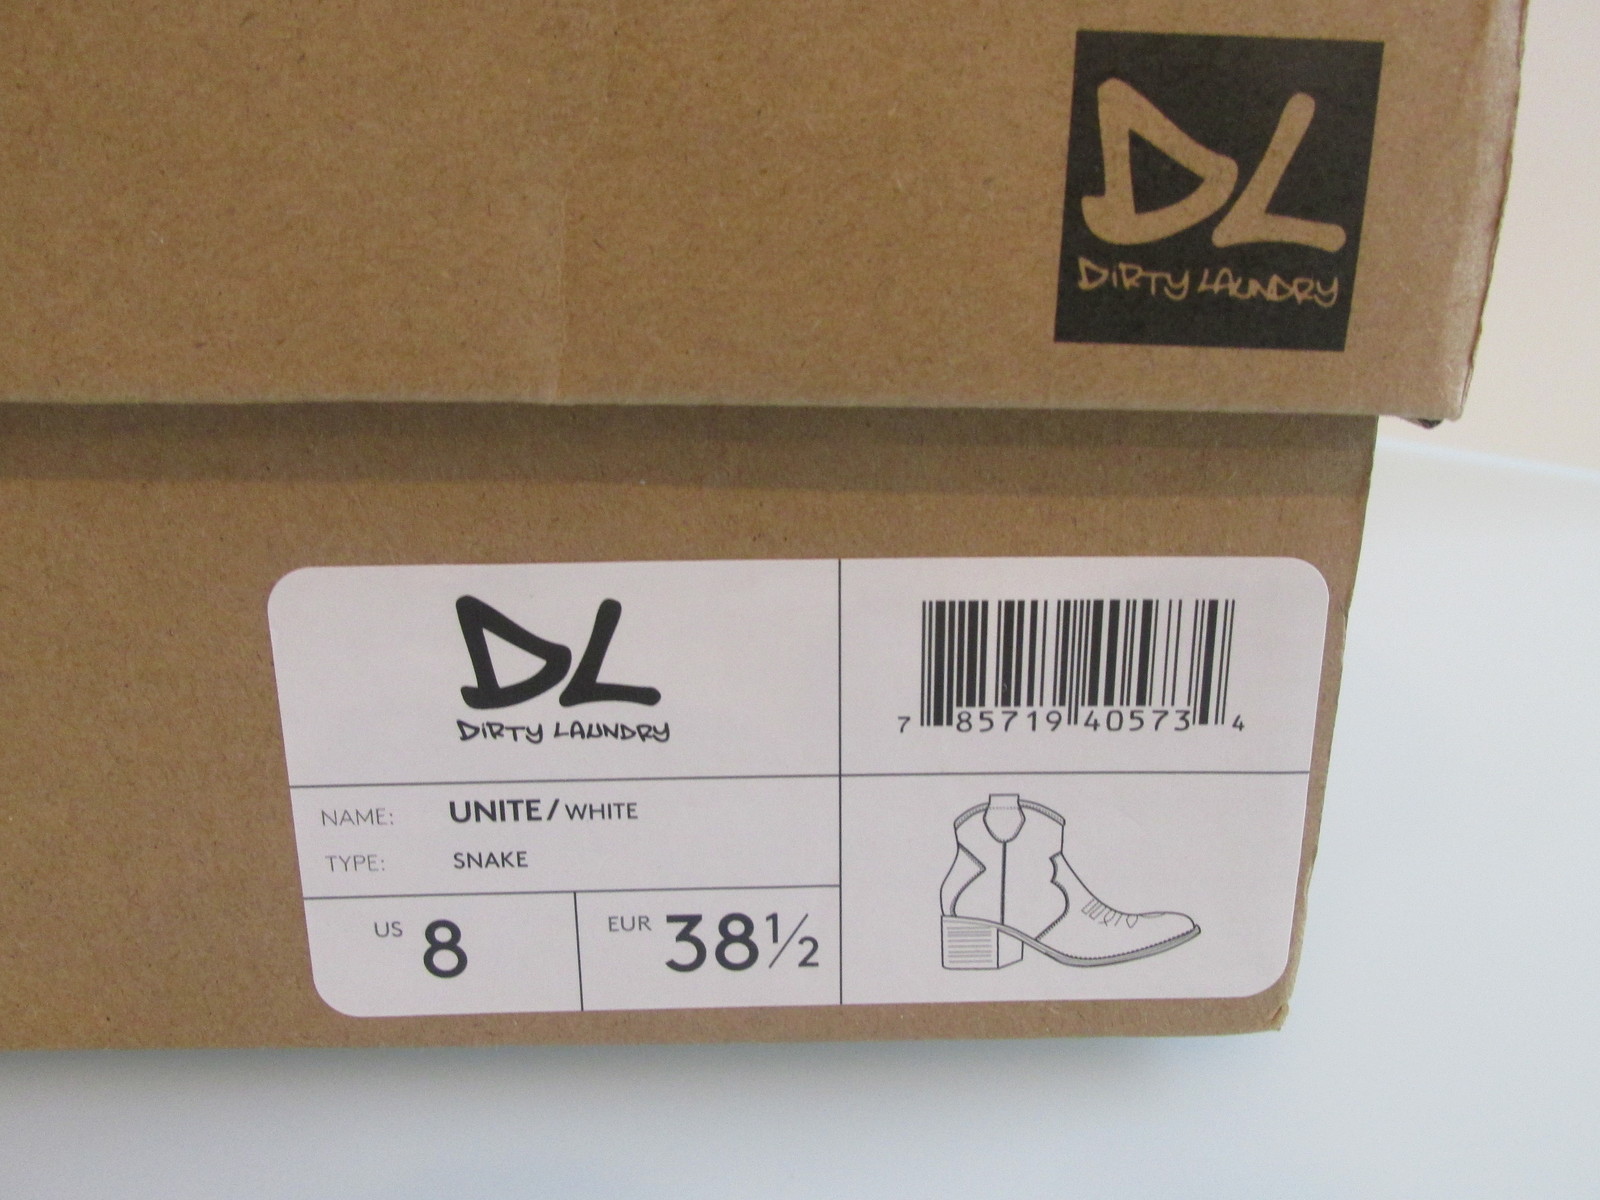 DL
DIRTY LAUNDRY
DL
DIRTY LAUNDRY
7 85719 40573 4
NAME: UNITE/WHITE
TYPE: SNAKE
US 8
EUR 38½